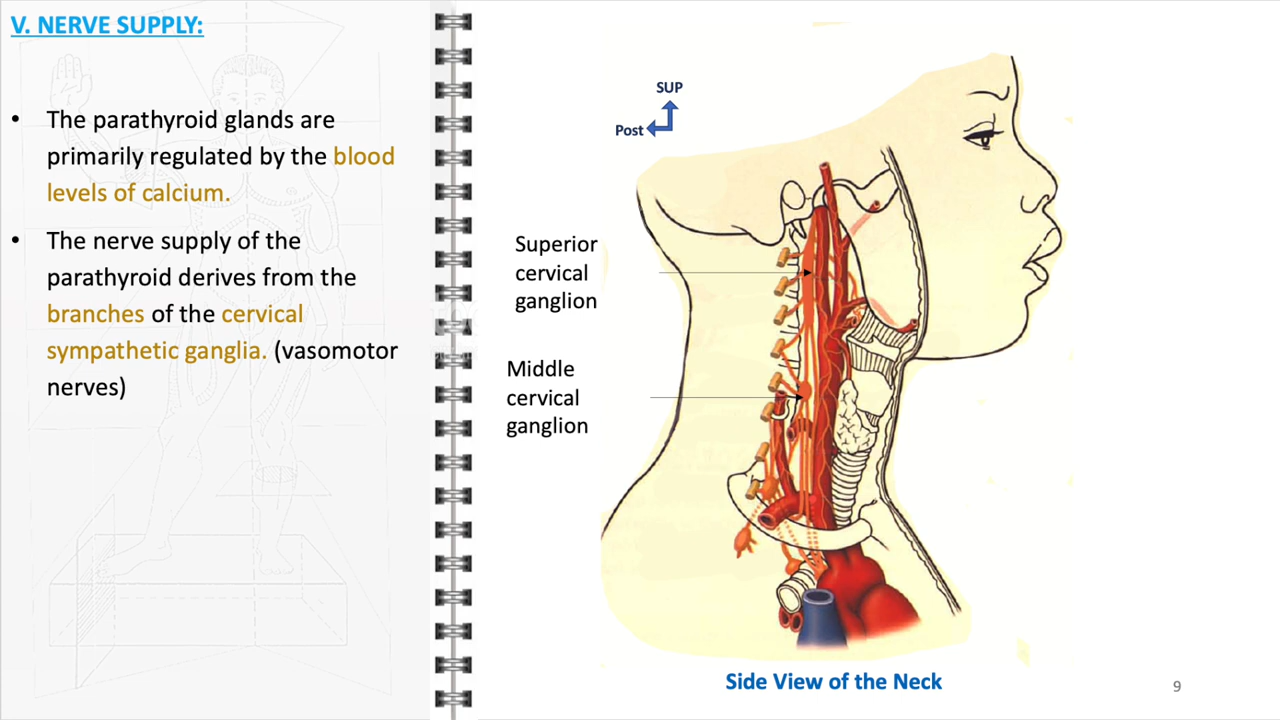 V. NERVE SUPPLY:
• The parathyroid glands are
primarily regulated by the blood
levels of calcium.
• The nerve supply of the
parathyroid derives from the
branches of the cervical
sympathetic ganglia. (vasomotor
nerves)
SUP
Post
Superior
cervical
ganglion
Middle
cervical
ganglion
Side View of the Neck
9